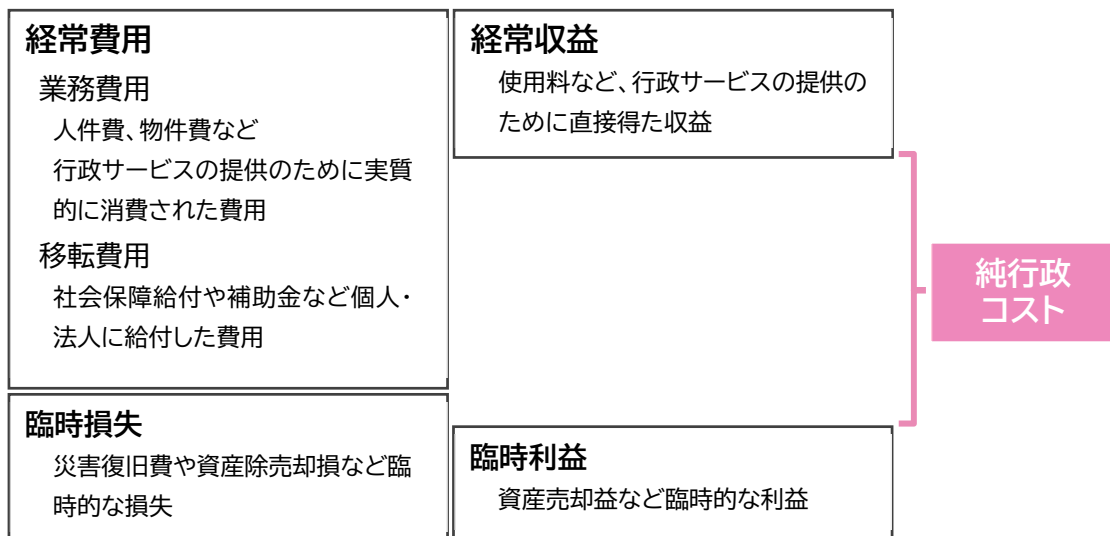 経常費用
業務費用
人件費、物件費など
行政サービスの提供のために実質
的に消費された費用
移転費用
社会保障給付や補助金など個人・
法人に給付した費用
臨時損失
災害復旧費や資産除売却損など臨
時的な損失
経常収益
使用料など、行政サービスの提供の
ために直接得た収益
臨時利益
資産売却益など臨時的な利益
純行政
コスト